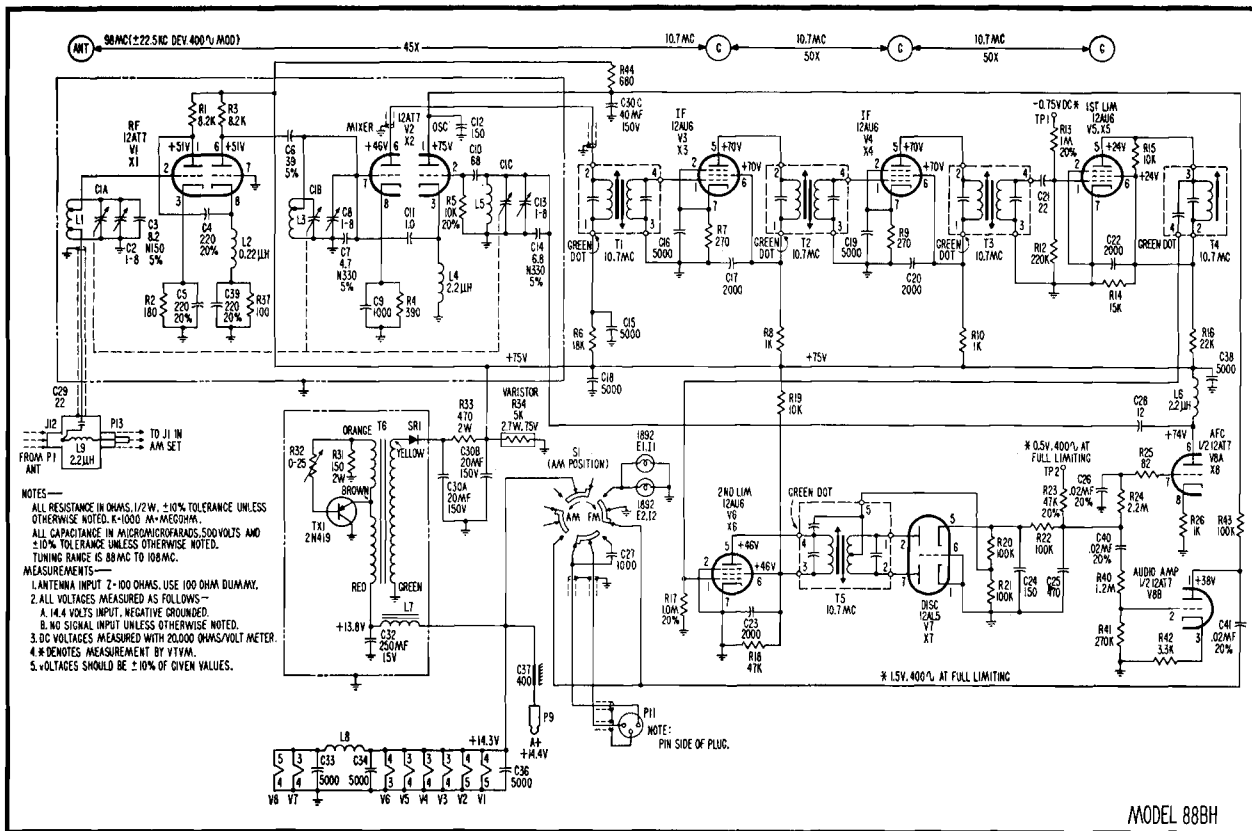 ANT 98MC(±22.5KC DEV. 400∿ MOD) 45X 10.7MC G 10.7MC 50X G 10.7MC 50X G
R44 680
C30C 40MF 150V
R1 8.2K
R3 8.2K
RF 12AT7 V1 X1
+51V
+51V
C6 39 5%
MIXER
12AT7 V2 X2
OSC
+46V
+75V
C12 150
C10 68
C1C
L1
C1A
C3 8.2 N150 5%
C2 1-8
C4 220 20%
L2 0.22µH
C1B
L3
C8 1-8
C7 4.7 N330 5%
C11 1.0
R5 10K 20%
L5
C13 1-8
C14 6.8 N330 5%
L4 2.2µH
R2 180
C5 220 20%
C39 220 20%
R37 100
C9 1000
R4 390
IF 12AU6 V3 X3
+70V
+70V
GREEN DOT
T1 10.7MC
C16 5000
R7 270
C17 2000
IF 12AU6 V4 X4
+70V
+70V
GREEN DOT
T2 10.7MC
C19 5000
R9 270
C20 2000
GREEN DOT
T3 10.7MC
-0.75VDC*
TP1
R13 1M 20%
C21 22
R12 220K
1ST LIM 12AU6 V5,X5
+24V
R15 10K
+24V
C22 2000
R14 15K
GREEN DOT
T4 10.7MC
R6 18K
C15 5000
R8 1K
R10 1K
R16 22K
+75V
+75V
C18 5000
C38 5000
L6 2.2µH
C28 12
+74V
C29 22
J12
P13
L9 2.2µH
TO J1 IN AM SET
FROM P1 ANT
R32 0-25
R31 150 2W
ORANGE
T6
SR1
YELLOW
BROWN
TX1 2N419
RED
GREEN
L7
+13.8V
C32 250MF 15V
R33 470 2W
C30B 20MF 150V
C30A 20MF 150V
VARISTOR R34 5K 2.7W.75V
S1 (AM POSITION)
AM FM
1892 E1,I1
1892 E2,I2
C27 1000
R19 10K
2ND LIM 12AU6 V6 X6
+46V
+46V
GREEN DOT
T5 10.7MC
R17 1.0M 20%
C23 2000
R18 47K
DISC 12AL5 V7 X7
R20 100K
R21 100K
R22 100K
C24 150
C25 470
* 0.5V, 400∿ AT FULL LIMITING
TP2
R23 47K 20%
C26 .02MF 20%
R25 82
R24 2.2M
C40 .02MF 20%
R40 1.2M
R41 270K
R42 3.3K
AFC 1/2 12AT7 V8A X8
R26 1K
R43 100K
AUDIO AMP 1/2 12AT7 V8B
+38V
C41 .02MF 20%
* 1.5V. 400∿ AT FULL LIMITING
NOTES—
ALL RESISTANCE IN OHMS, 1/2W, ±10% TOLERANCE UNLESS
OTHERWISE NOTED. K-1000 M-MEGOHM.
ALL CAPACITANCE IN MICROMICROFARADS, 500VOLTS AND
±10% TOLERANCE UNLESS OTHERWISE NOTED.
TUNING RANGE IS 88MC TO 108MC.
MEASUREMENTS—
1. ANTENNA INPUT Z-100 OHMS. USE 100 OHM DUMMY.
2. ALL VOLTAGES MEASURED AS FOLLOWS—
A. 14.4 VOLTS INPUT, NEGATIVE GROUNDED.
B. NO SIGNAL INPUT UNLESS OTHERWISE NOTED.
3. DC VOLTAGES MEASURED WITH 20,000 OHMS/VOLT METER.
4. * DENOTES MEASUREMENT BY VTVM.
5. VOLTAGES SHOULD BE ±10% OF GIVEN VALUES.
C37 400
P9
A+ +14.4V
P11
NOTE:
PIN SIDE OF PLUG.
L8
+14.3V
C33 5000
C34 5000
C36 5000
V8 V7 V6 V5 V4 V3 V2 V1
MODEL 88BH